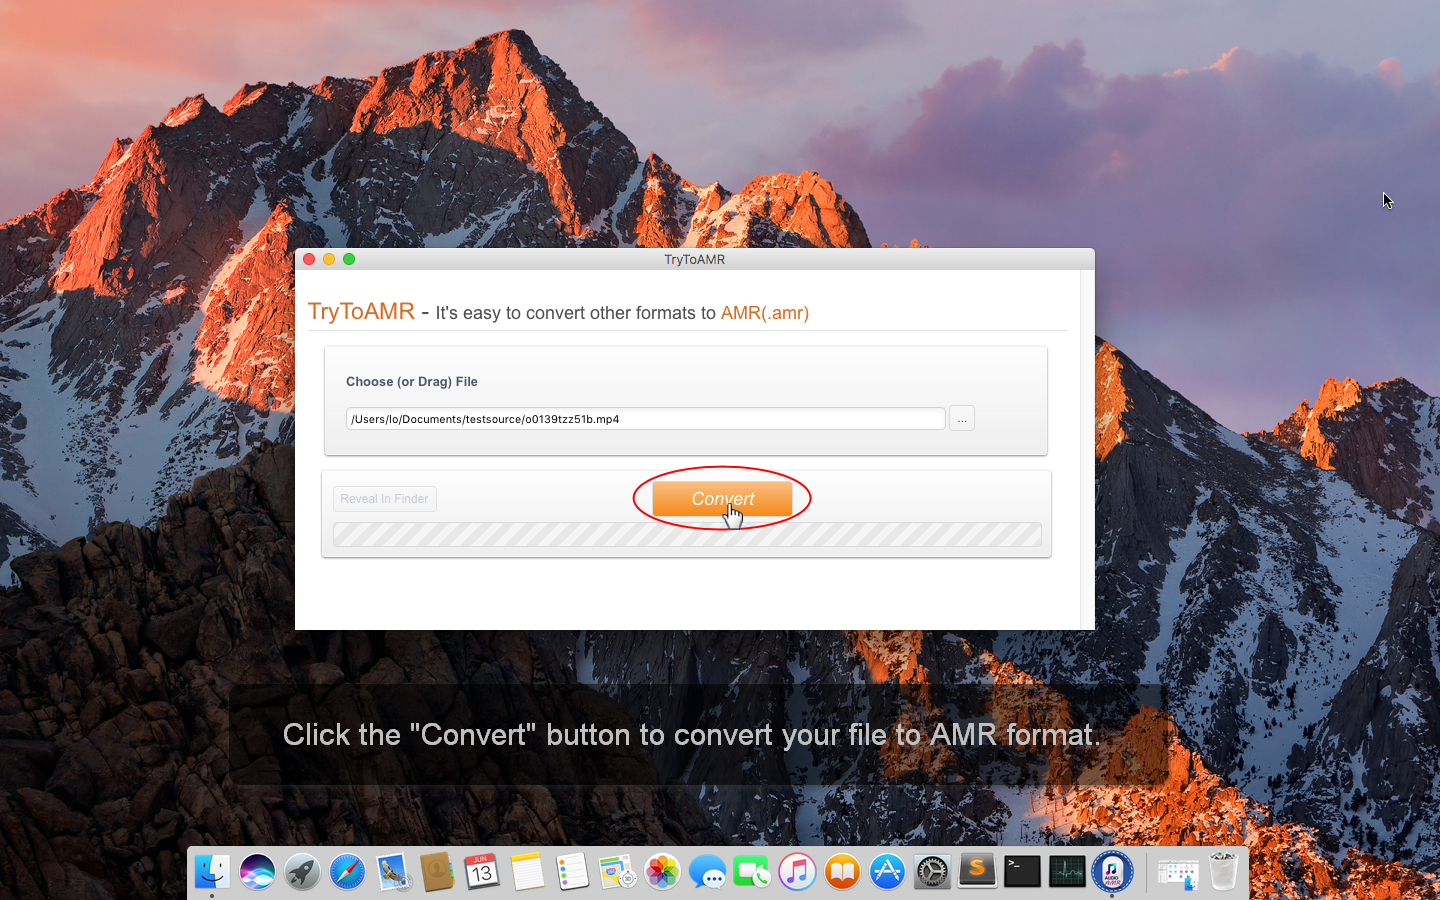 TryToAMR
TryToAMR - It's easy to convert other formats to AMR(.amr)
Choose (or Drag) File
/Users/lo/Documents/testsource/o0139tzz51b.mp4
...
Reveal In Finder
Convert
Click the "Convert" button to convert your file to AMR format.
JUN
13
AUDIO
AMR